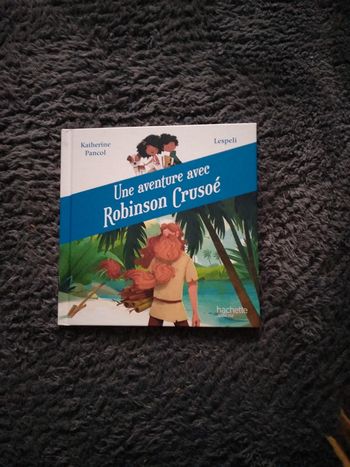 Katherine
Pancol
Lespeli
Une aventure avec
Robinson Crusoé
hachette